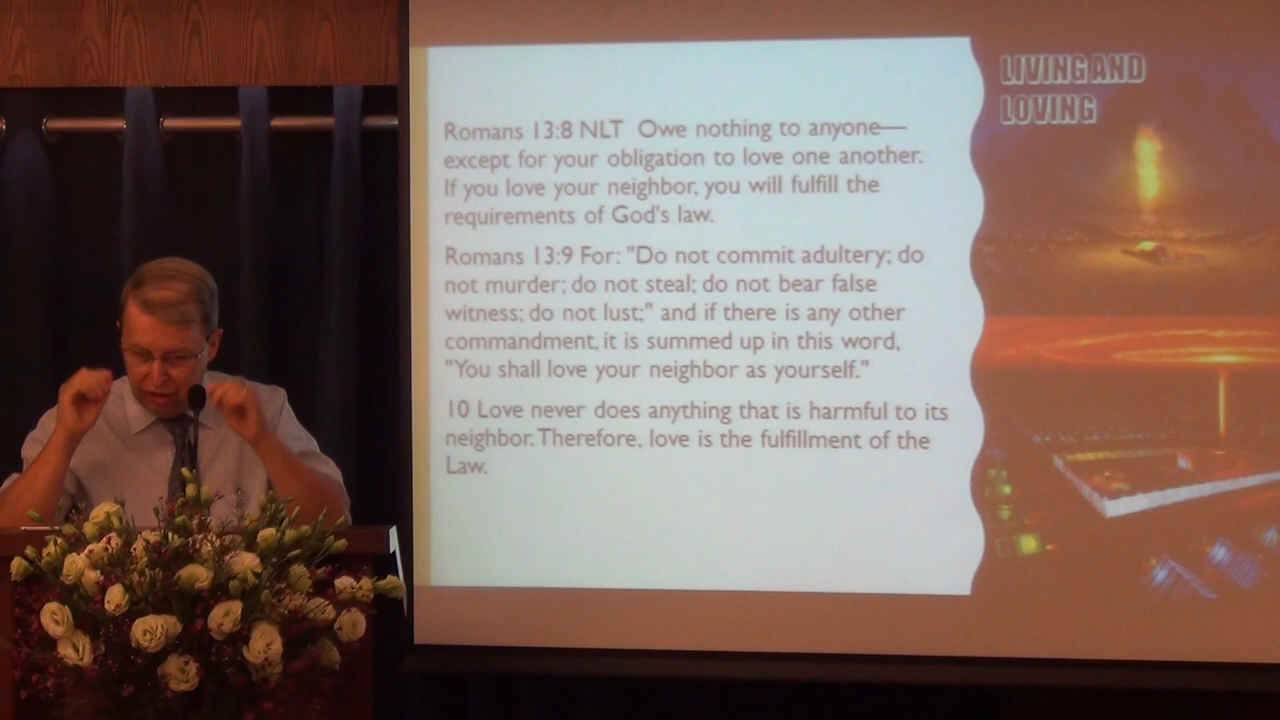 LIVING AND
LOVING
Romans 13:8 NLT Owe nothing to anyone—
except for your obligation to love one another.
If you love your neighbor, you will fulfill the
requirements of God's law.
Romans 13:9 For: "Do not commit adultery; do
not murder; do not steal; do not bear false
witness; do not lust;" and if there is any other
commandment, it is summed up in this word,
"You shall love your neighbor as yourself."
10 Love never does anything that is harmful to its
neighbor. Therefore, love is the fulfillment of the
Law.